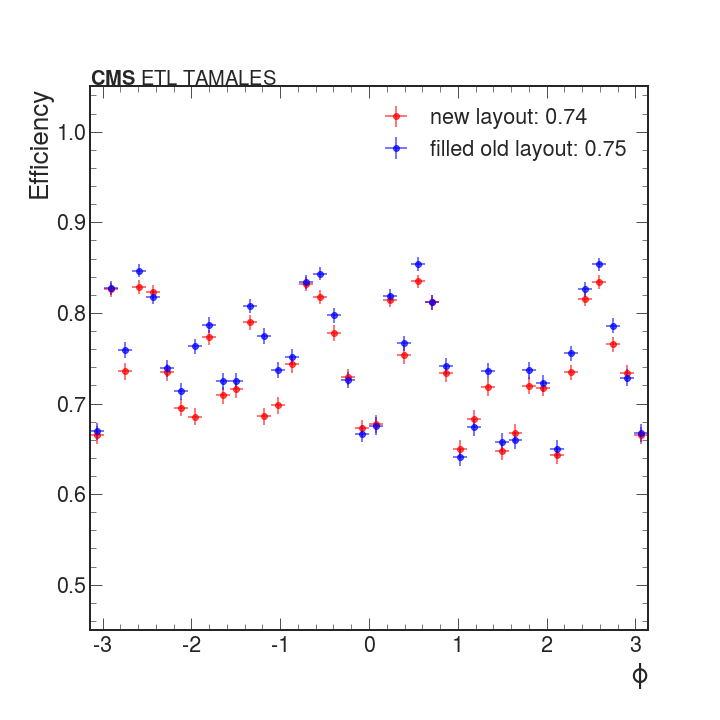 CMS ETL TAMALES
Efficiency
new layout: 0.74
filled old layout: 0.75
1.0
0.9
0.8
0.7
0.6
0.5
-3 -2 -1 0 1 2 3
ϕ